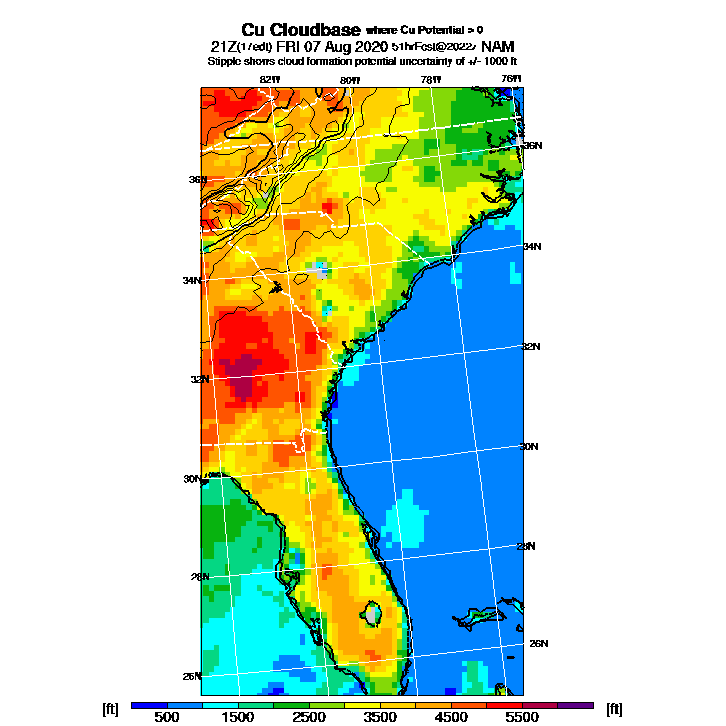 Cu Cloudbase where Cu Potential > 0
21Z(17edt) FRI 07 Aug 2020 51hrFcst@2022z NAM
Stipple shows cloud formation potential uncertainty of +/- 1000 ft
82W 80W 78W 76W
36N
36N
34N
34N
32N
32N
30N
30N
28N
28N
26N
26N
[ft] 500 1500 2500 3500 4500 5500 [ft]